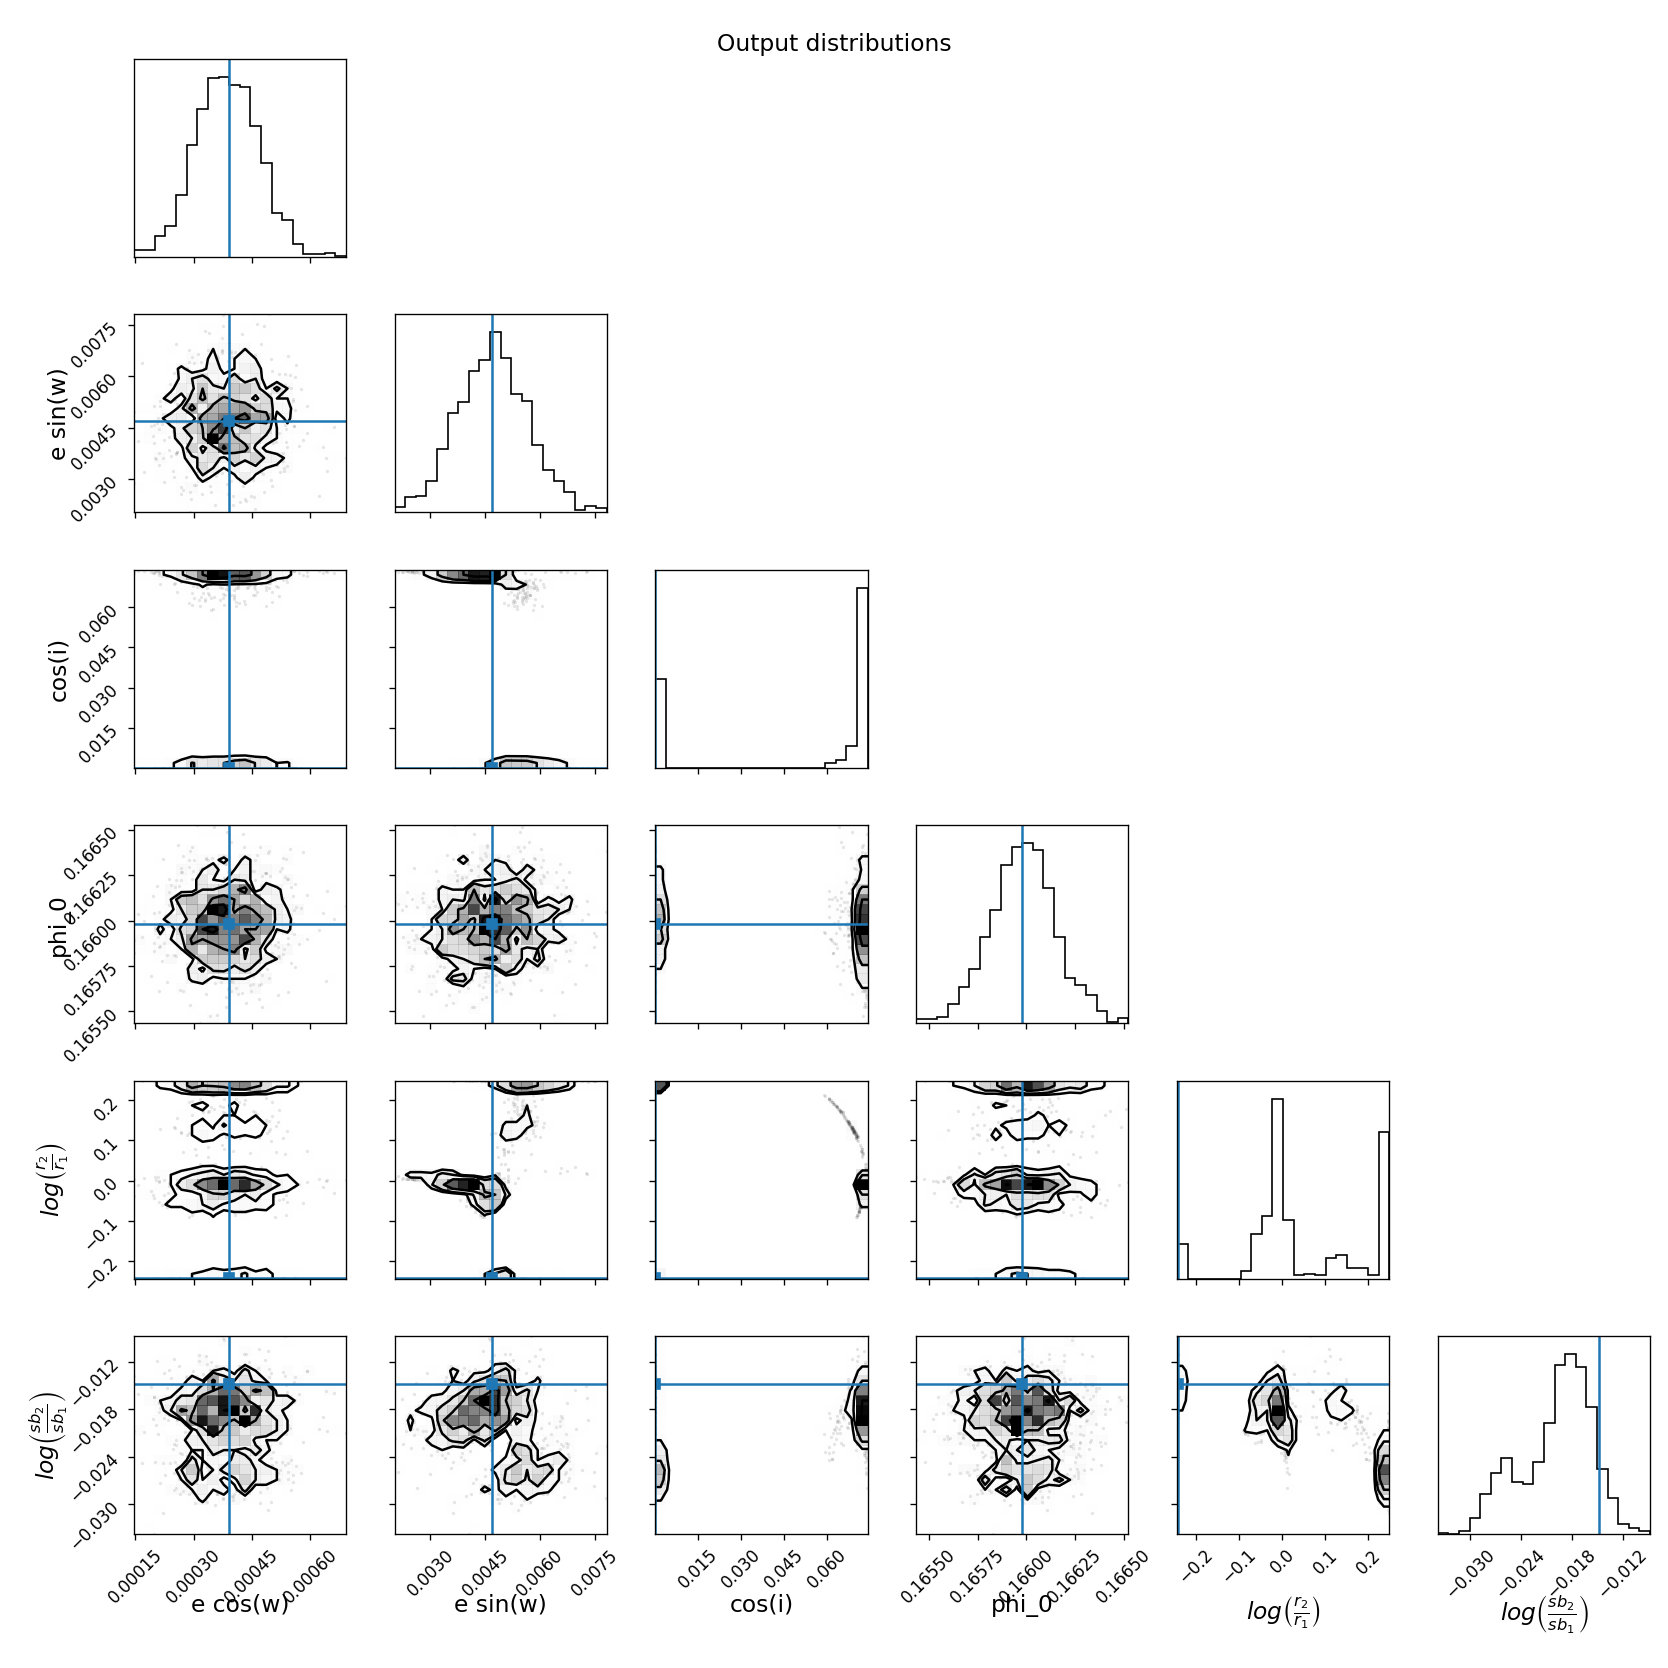 Output distributions
e sin(w)
0.0075
0.0060
0.0045
0.0030
cos(i)
0.060
0.045
0.030
0.015
phi_0
0.16650
0.16625
0.16600
0.16575
0.16550
log(r₂/r₁)
0.2
0.1
0.0
−0.1
−0.2
log(sb₂/sb₁)
−0.012
−0.018
−0.024
−0.030
0.00015 0.00030 0.00045 0.00060
0.0030 0.0045 0.0060 0.0075
0.015 0.030 0.045 0.060
0.16550 0.16575 0.16600 0.16625 0.16650
−0.2 −0.1 0.0 0.1 0.2
−0.030 −0.024 −0.018 −0.012
e cos(w) e sin(w) cos(i) phi_0 log(r₂/r₁) log(sb₂/sb₁)